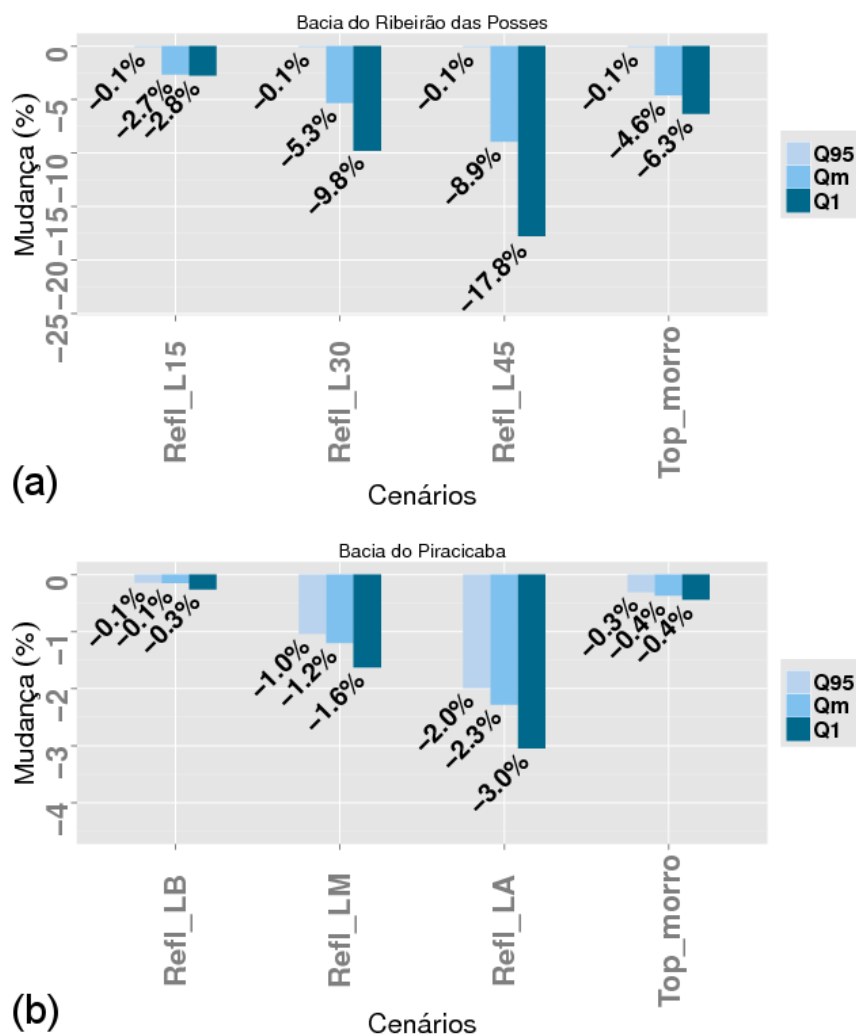 Bacia do Ribeirão das Posses
Mudança (%)
0
−5
−10
−15
−20
−25
−0.1%
−2.7%
−2.8%
−0.1%
−5.3%
−9.8%
−0.1%
−8.9%
−17.8%
−0.1%
−4.6%
−6.3%
Q95
Qm
Q1
Refl_L15
Refl_L30
Refl_L45
Top_morro
(a)
Cenários
Bacia do Piracicaba
Mudança (%)
0
−1
−2
−3
−4
−0.1%
−0.1%
−0.3%
−1.0%
−1.2%
−1.6%
−2.0%
−2.3%
−3.0%
−0.3%
−0.4%
−0.4%
Q95
Qm
Q1
Refl_LB
Refl_LM
Refl_LA
Top_morro
(b)
Cenários